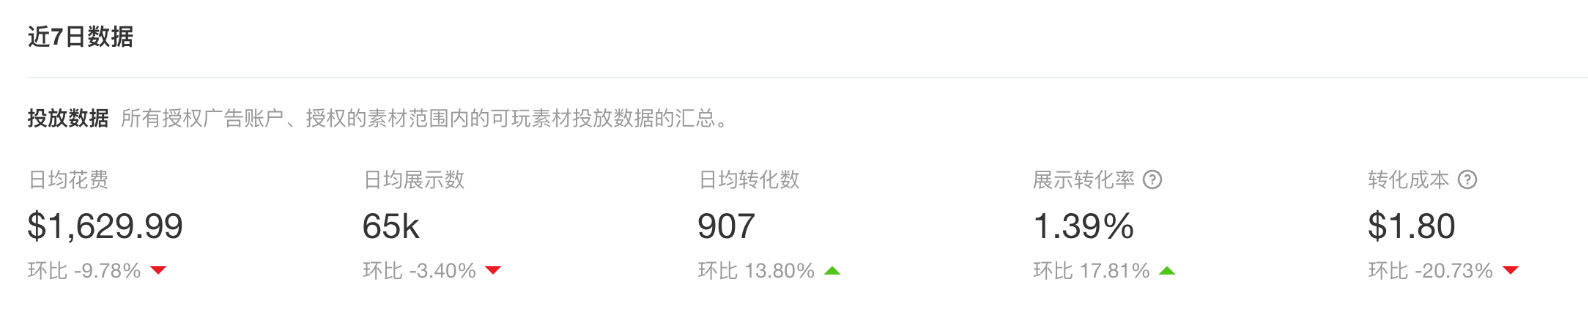 近7日数据
投放数据 所有授权广告账户、授权的素材范围内的可玩素材投放数据的汇总。
日均花费 日均展示数 日均转化数 展示转化率 ? 转化成本 ?
$1,629.99 65k 907 1.39% $1.80
环比 -9.78% 环比 -3.40% 环比 13.80% 环比 17.81% 环比 -20.73%